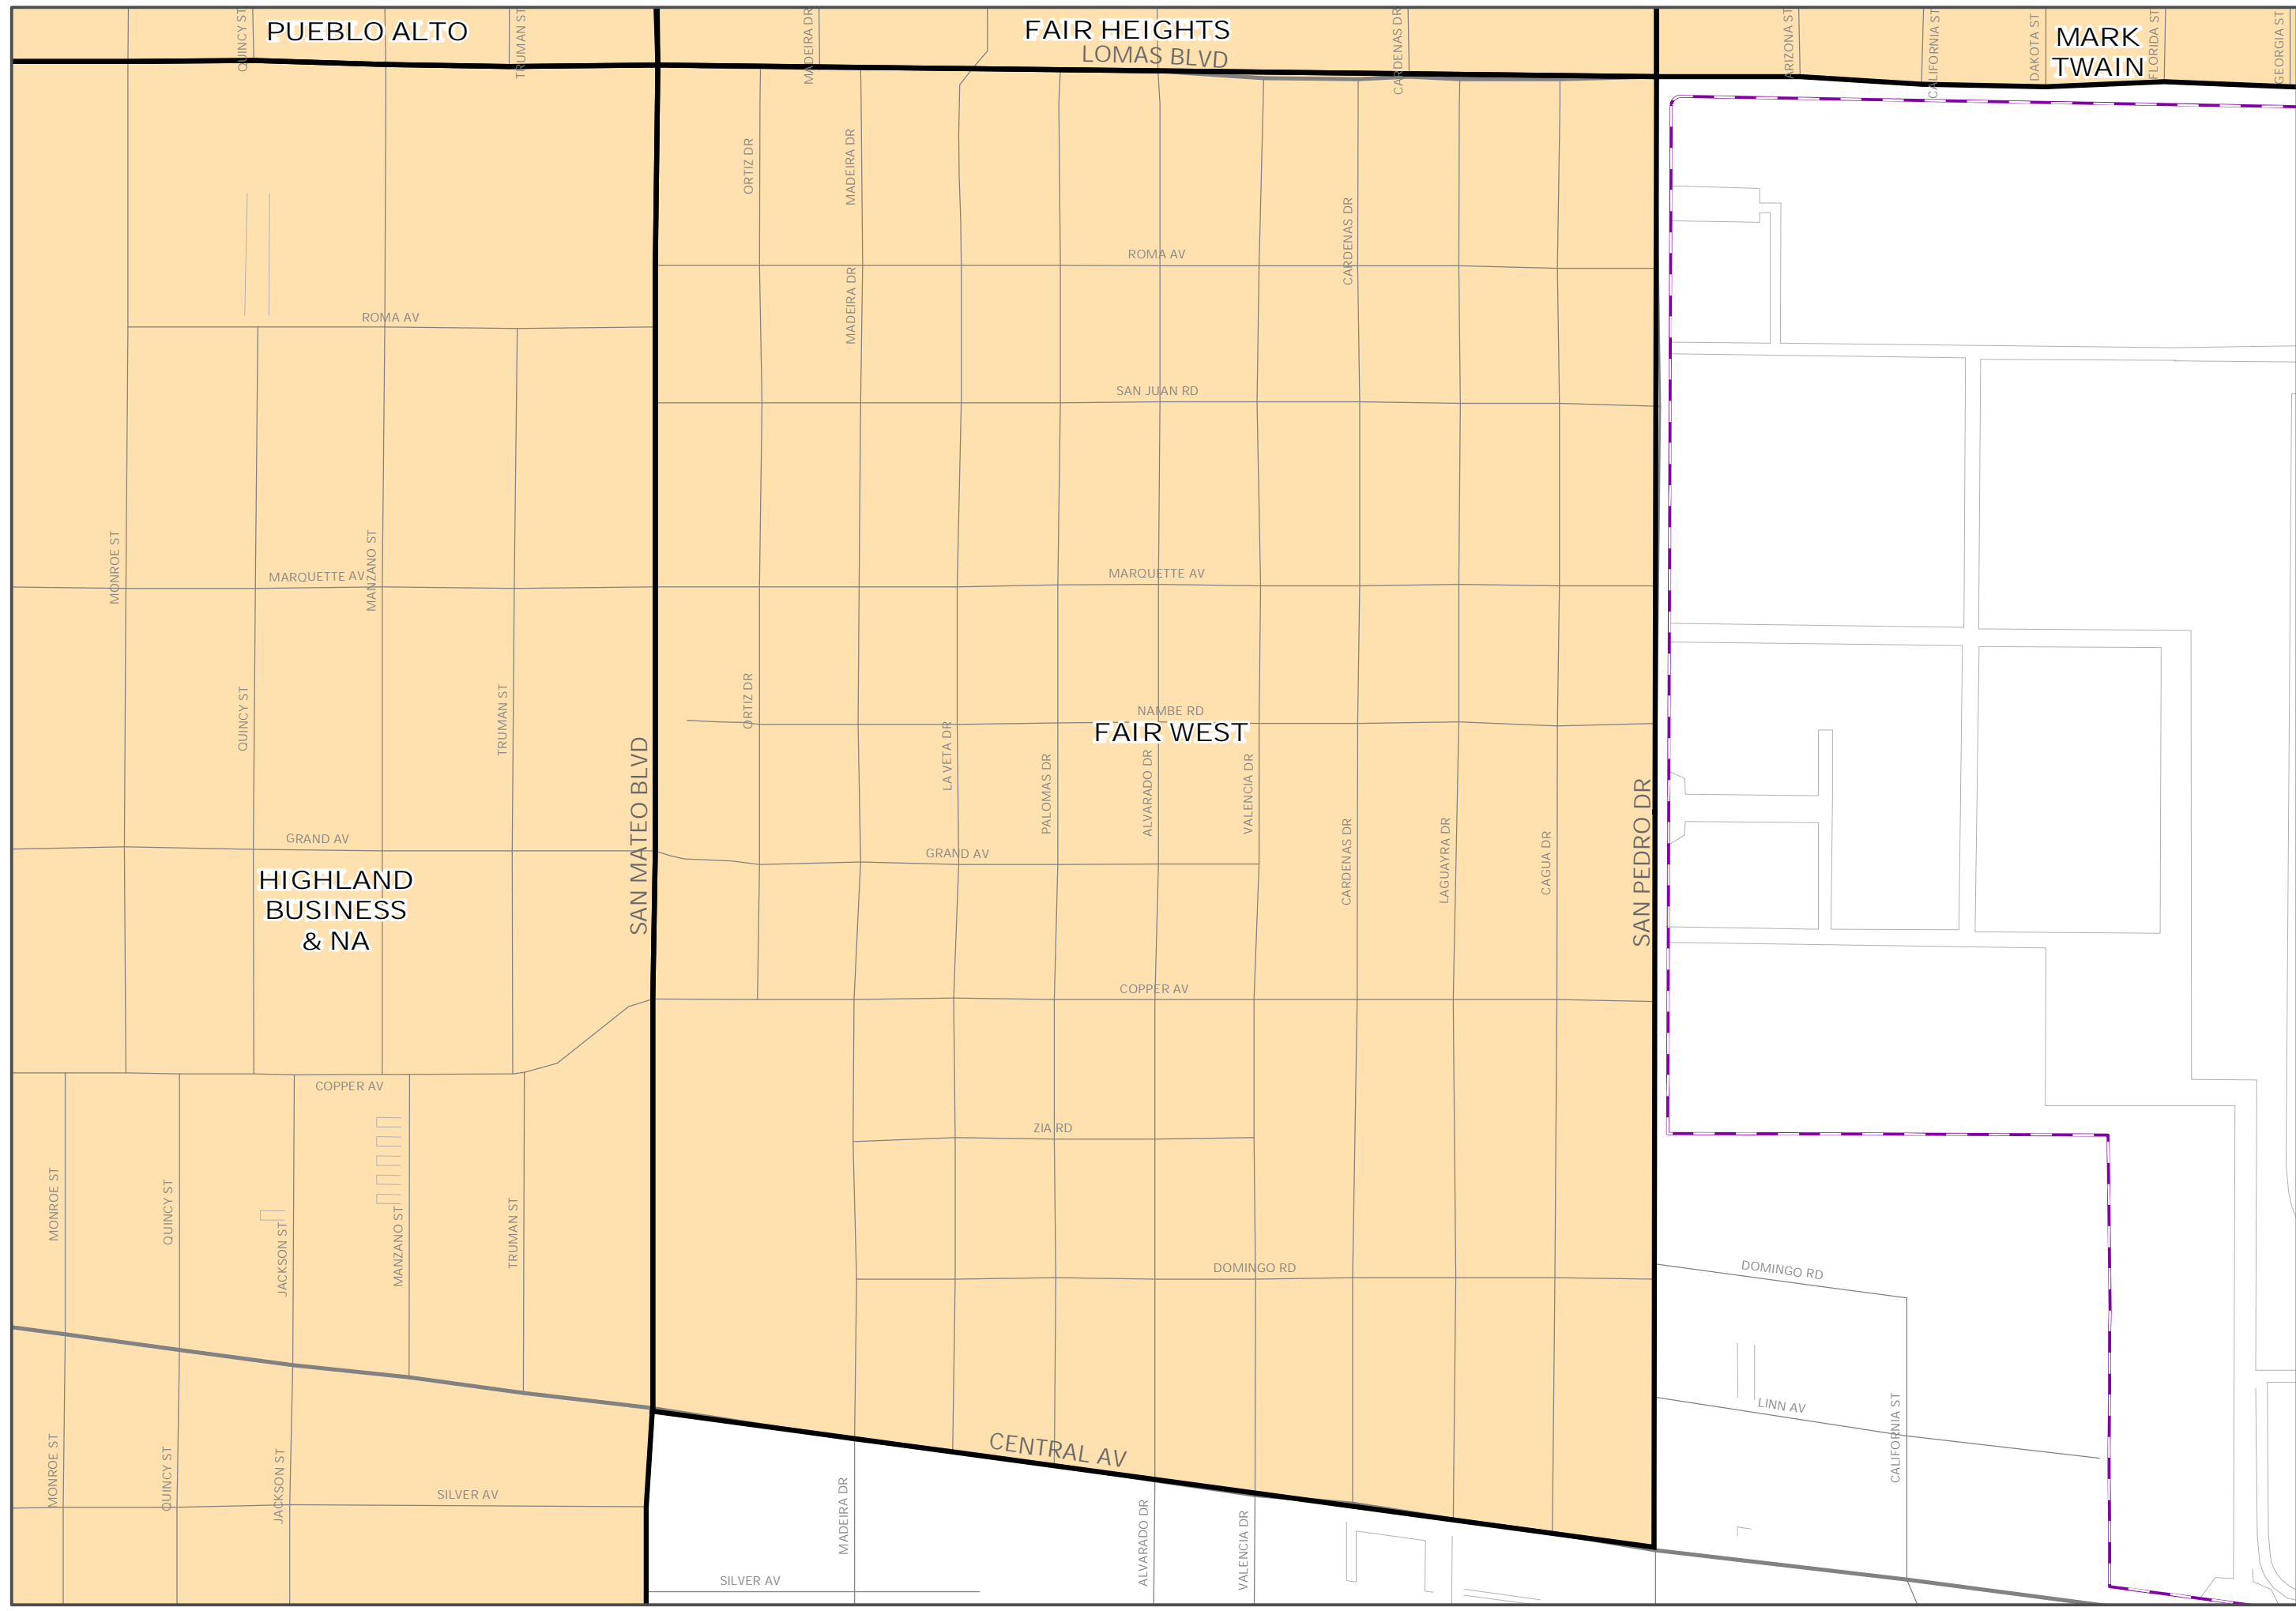 QUINCY ST
PUEBLO ALTO
TRUMAN ST
MADEIRA DR
FAIR HEIGHTS
LOMAS BLVD
CARDENAS DR
ARIZONA ST
CALIFORNIA ST
DAKOTA ST
MARK
TWAIN
FLORIDA ST
GEORGIA ST
ORTIZ DR
MADEIRA DR
CARDENAS DR
ROMA AV
MADEIRA DR
ROMA AV
SAN JUAN RD
MONROE ST
MANZANO ST
MARQUETTE AV
MARQUETTE AV
QUINCY ST
TRUMAN ST
ORTIZ DR
NAMBE RD
FAIR WEST
LA VETA DR
PALOMAS DR
ALVARADO DR
VALENCIA DR
SAN MATEO BLVD
SAN PEDRO DR
CARDENAS DR
LAGUAYRA DR
CAGUA DR
GRAND AV
GRAND AV
HIGHLAND
BUSINESS
& NA
COPPER AV
COPPER AV
ZIA RD
MONROE ST
QUINCY ST
JACKSON ST
MANZANO ST
TRUMAN ST
DOMINGO RD
DOMINGO RD
LINN AV
CALIFORNIA ST
CENTRAL AV
MONROE ST
QUINCY ST
JACKSON ST
SILVER AV
MADEIRA DR
ALVARADO DR
VALENCIA DR
SILVER AV